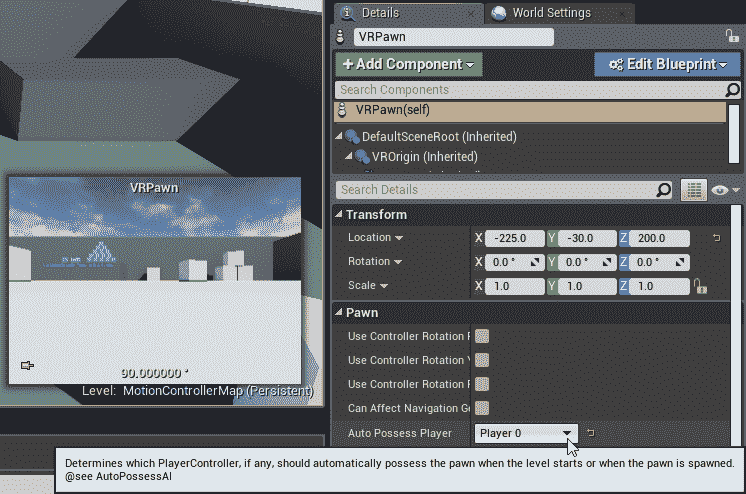 Details
World Settings
VRPawn
Add Component
Edit Blueprint
Search Components
VRPawn(self)
DefaultSceneRoot (Inherited)
VROrigin (Inherited)
Search Details
Transform
Location X -225.0 Y -30.0 Z 200.0
Rotation X 0.0 ° Y 0.0 ° Z 0.0 °
Scale X 1.0 Y 1.0 Z 1.0
Pawn
Use Controller Rotation
Use Controller Rotation
Use Controller Rotation
Can Affect Navigation Ge
Auto Possess Player Player 0
VRPawn
90.000000 °
Level: MotionControllerMap (Persistent)
Determines which PlayerController, if any, should automatically possess the pawn when the level starts or when the pawn is spawned.
@see AutoPossessAI